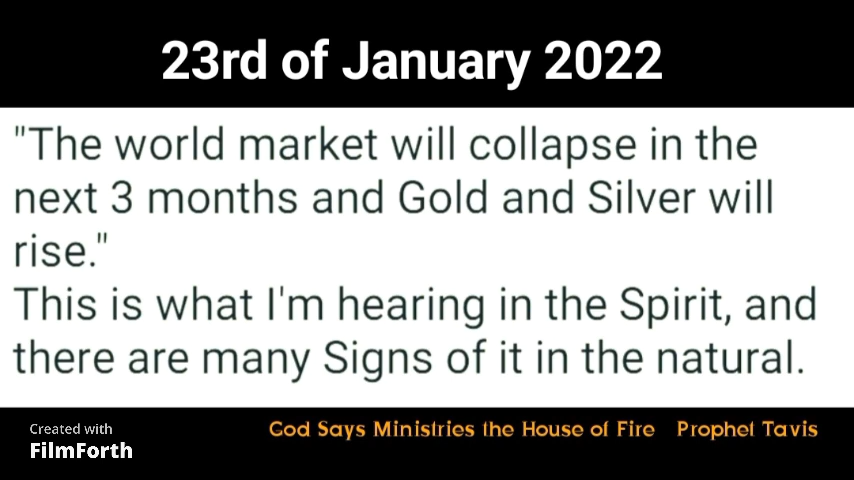 23rd of January 2022
"The world market will collapse in the
next 3 months and Gold and Silver will
rise."
This is what I'm hearing in the Spirit, and
there are many Signs of it in the natural.
Created with
FilmForth
God Says Ministries the House of Fire Prophet Tavis